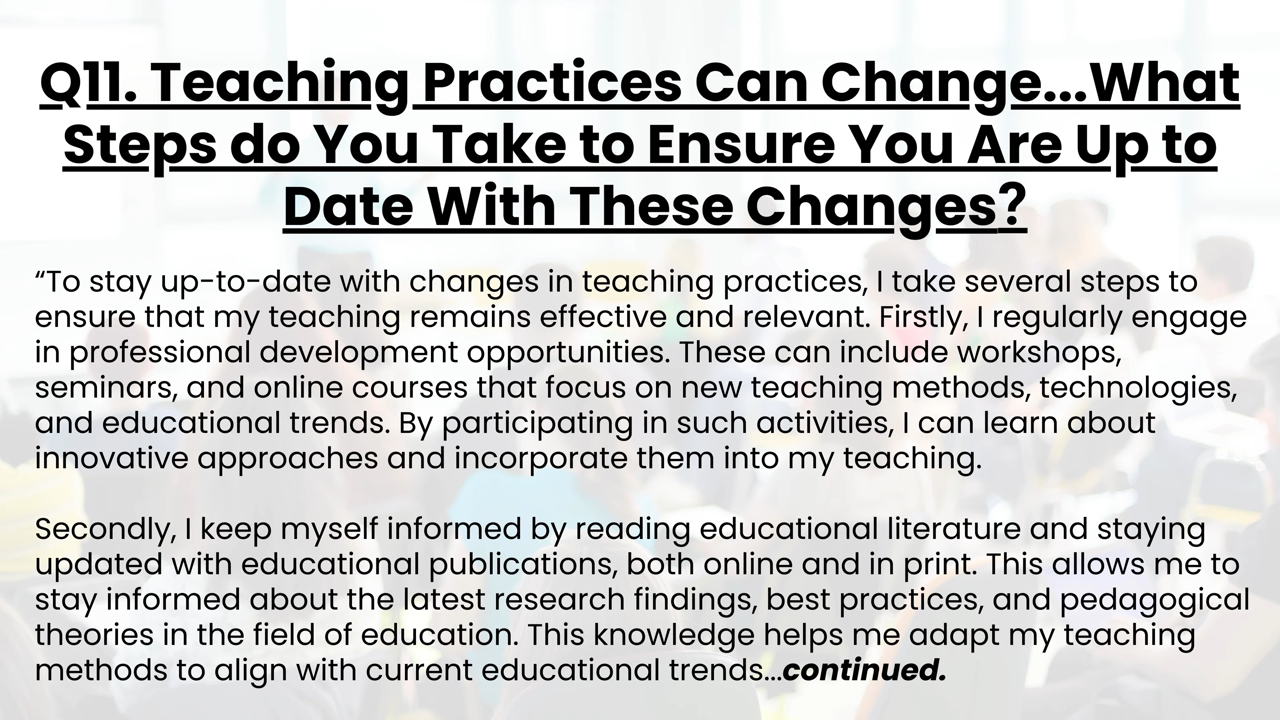 Q11. Teaching Practices Can Change...What
Steps do You Take to Ensure You Are Up to
Date With These Changes?
“To stay up-to-date with changes in teaching practices, I take several steps to
ensure that my teaching remains effective and relevant. Firstly, I regularly engage
in professional development opportunities. These can include workshops,
seminars, and online courses that focus on new teaching methods, technologies,
and educational trends. By participating in such activities, I can learn about
innovative approaches and incorporate them into my teaching.
Secondly, I keep myself informed by reading educational literature and staying
updated with educational publications, both online and in print. This allows me to
stay informed about the latest research findings, best practices, and pedagogical
theories in the field of education. This knowledge helps me adapt my teaching
methods to align with current educational trends...continued.